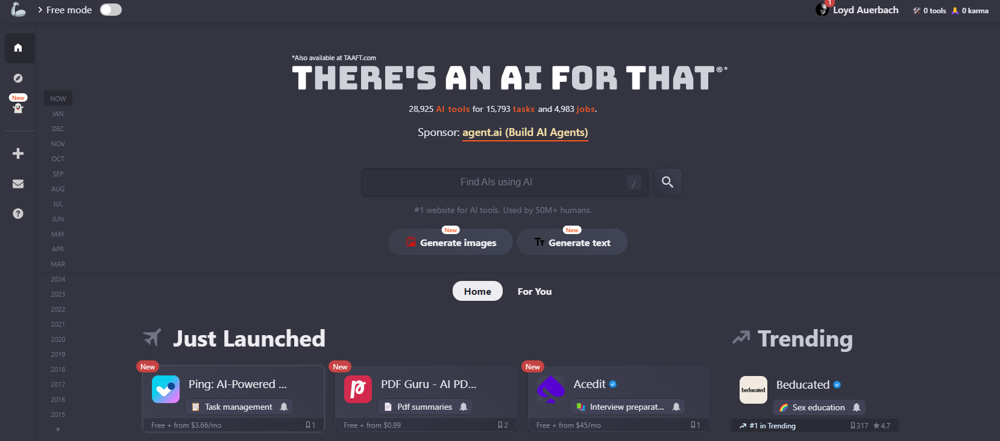 Free mode
1
Loyd Auerbach
0 tools
0 karma
New
NOW
JAN
DEC
NOV
OCT
SEP
AUG
JUL
JUN
MAY
APR
MAR
2024
2023
2022
2021
2020
2019
2018
2017
2016
2015
#
*Also available at TAAFT.com
THERE'S AN AI FOR THAT®*
28,925 AI tools for 15,793 tasks and 4,983 jobs.
Sponsor: agent.ai (Build AI Agents)
Find AIs using AI
/
#1 website for AI tools. Used by 50M+ humans.
New
Generate images
New
Generate text
Home
For You
Just Launched
New
Ping: AI-Powered ...
Task management
Free + from $3.66/mo
1
New
PDF Guru - AI PD...
Pdf summaries
Free + from $0.99
2
New
Acedit
Interview preparat...
Free + from $45/mo
1
Trending
beducated
Beducated
Sex education
#1 in Trending
317
4.7